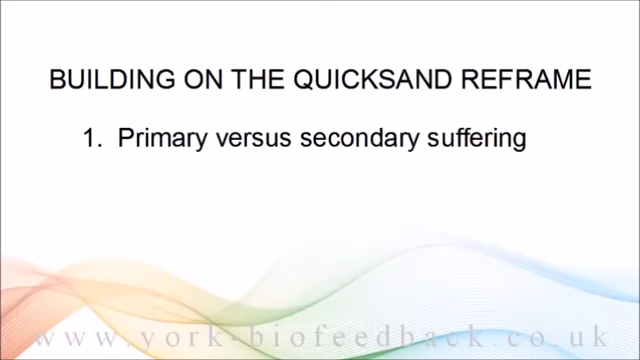 BUILDING ON THE QUICKSAND REFRAME
1. Primary versus secondary suffering
www.york-biofeedback.co.uk